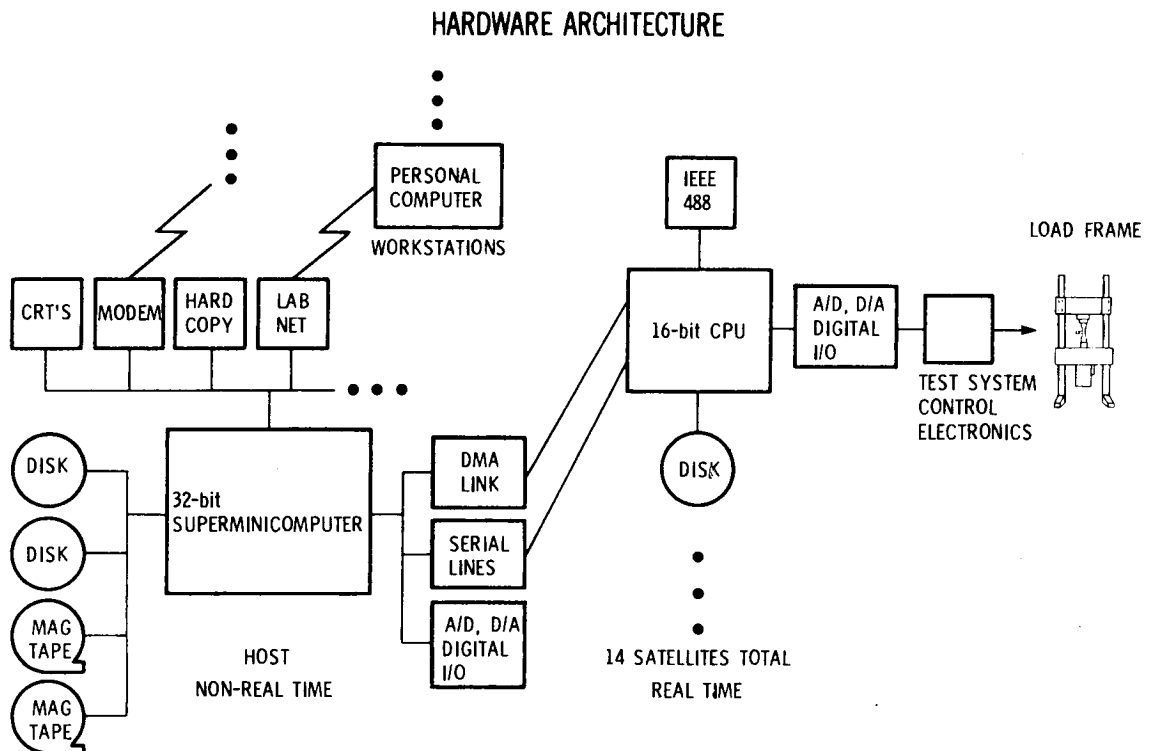 HARDWARE ARCHITECTURE
PERSONAL
COMPUTER
WORKSTATIONS
IEEE
488
LOAD FRAME
CRT'S
MODEM
HARD
COPY
LAB
NET
16-bit CPU
A/D, D/A
DIGITAL
I/O
TEST SYSTEM
CONTROL
ELECTRONICS
DISK
DISK
MAG
TAPE
MAG
TAPE
32-bit
SUPERMINICOMPUTER
DMA
LINK
SERIAL
LINES
A/D, D/A
DIGITAL
I/O
DISK
HOST
NON-REAL TIME
14 SATELLITES TOTAL
REAL TIME